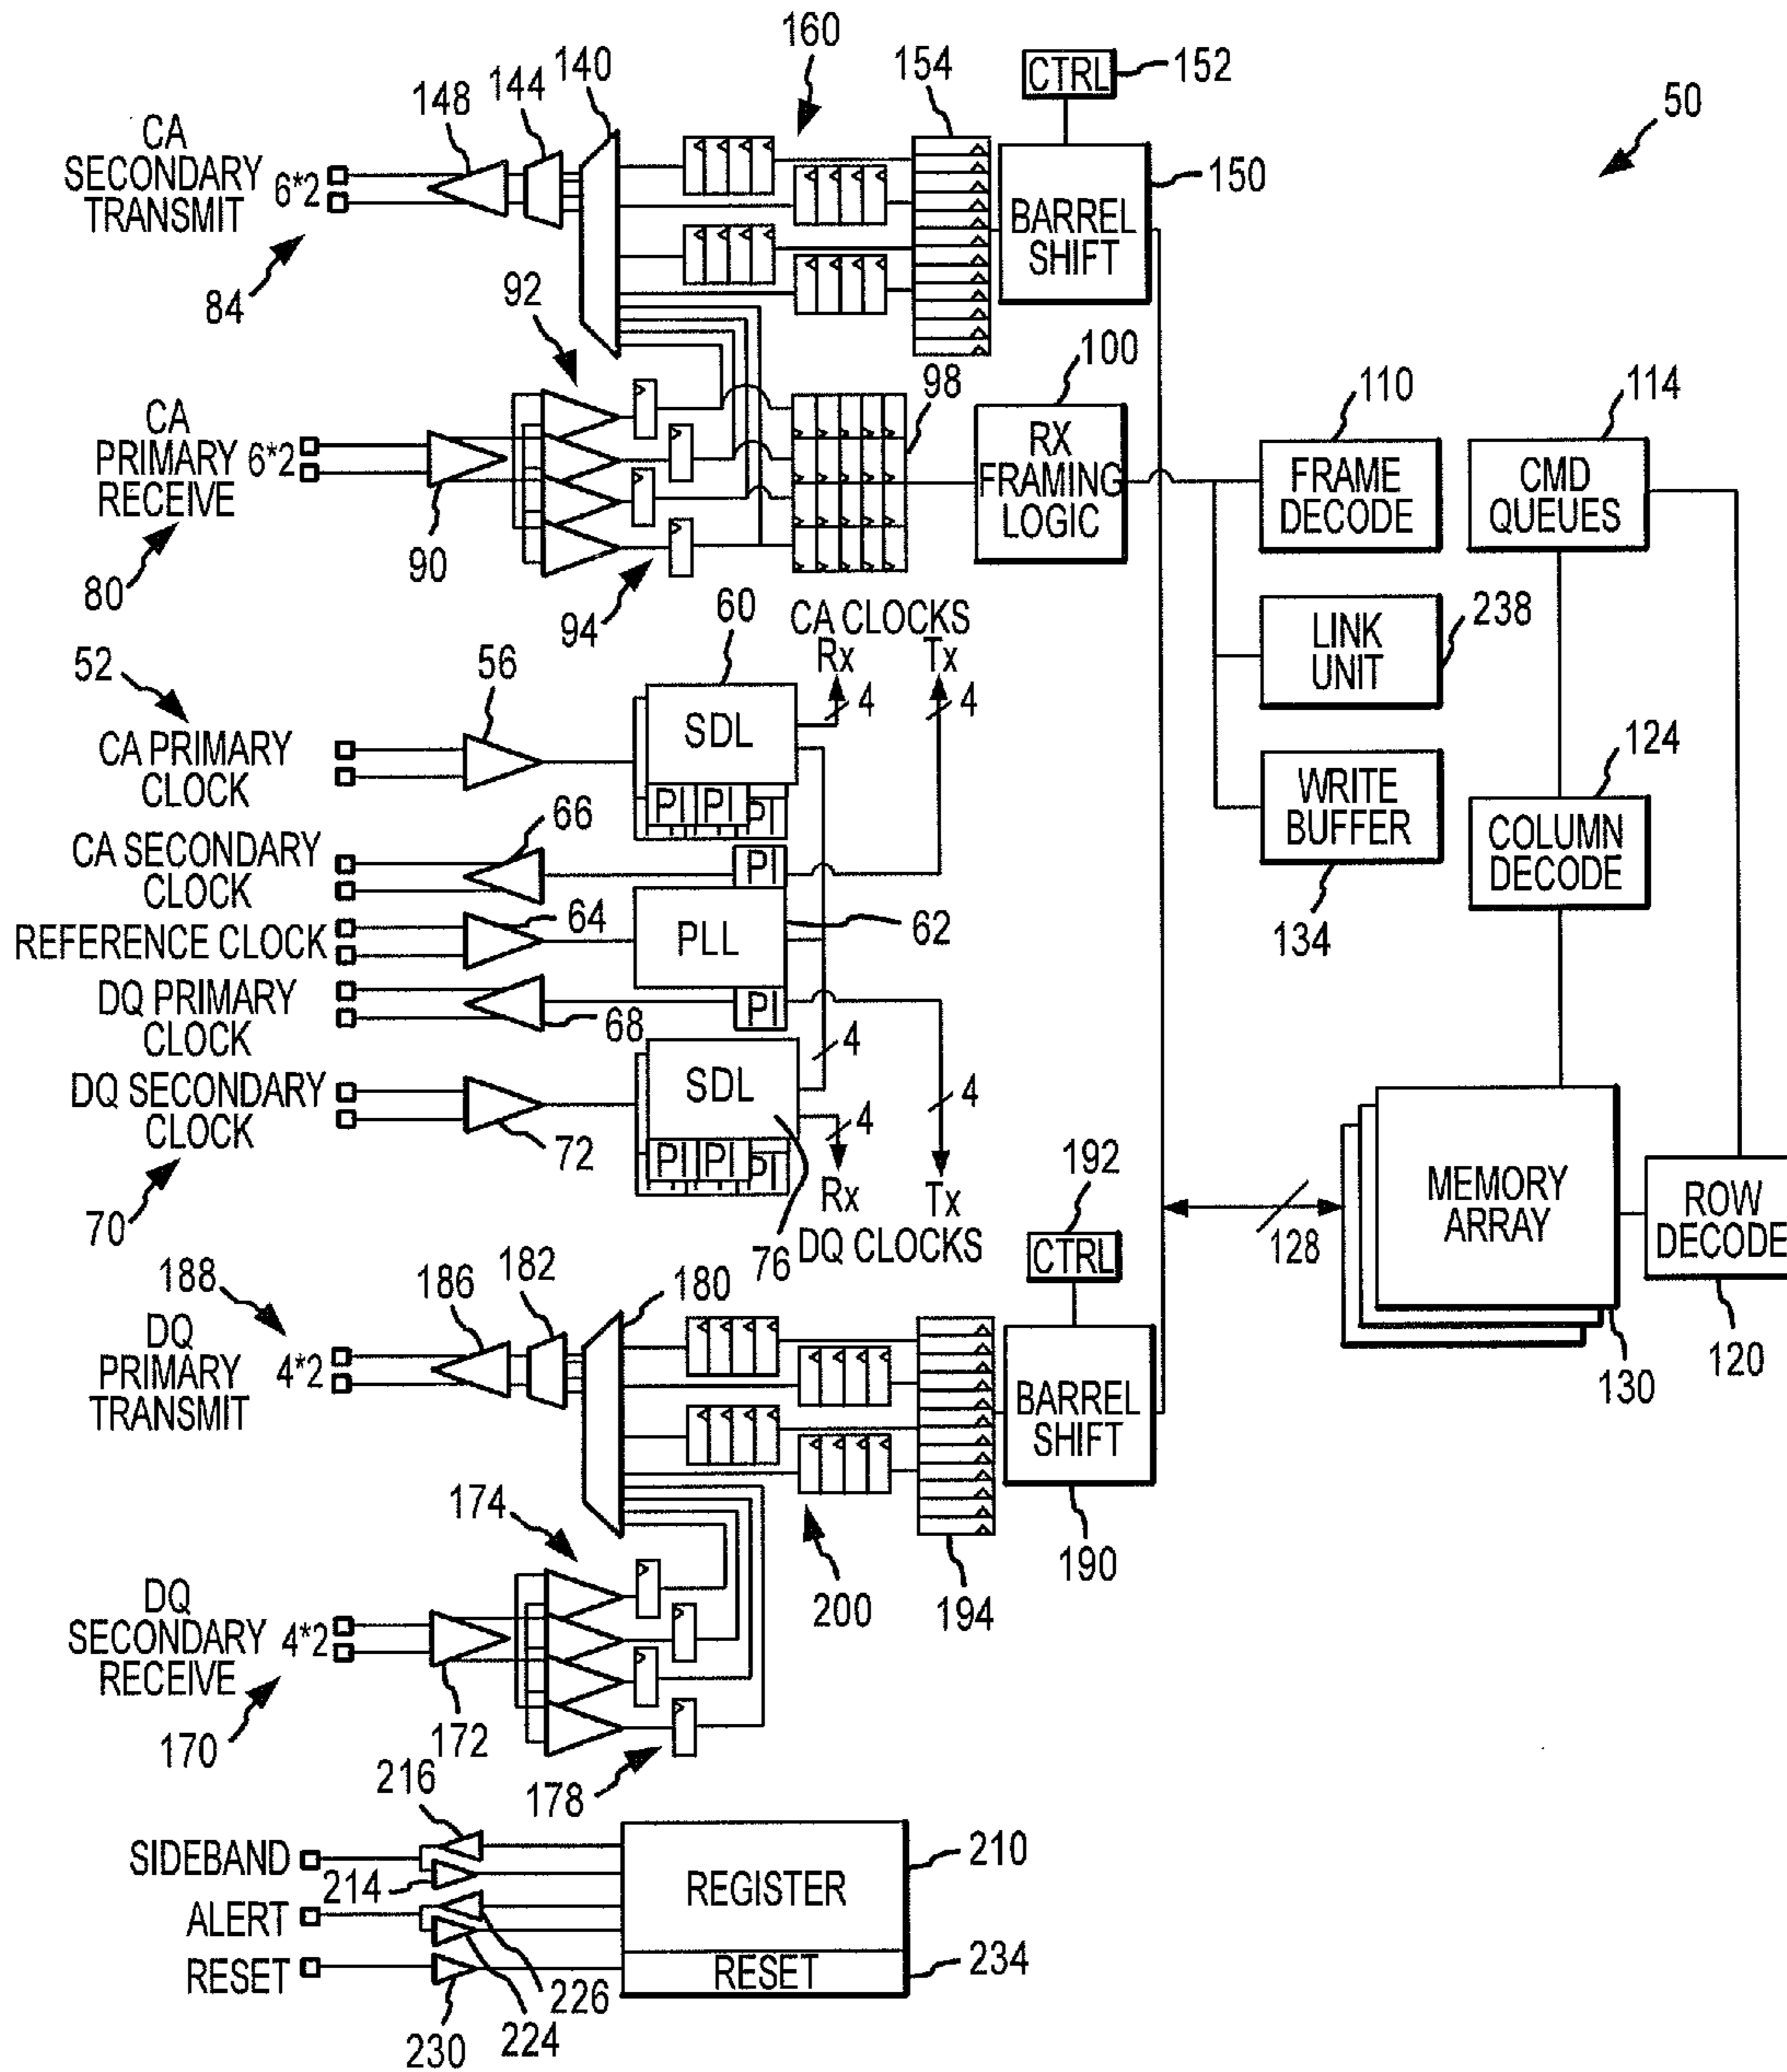 160
154
CTRL
152
50
140
144
148
CA
SECONDARY
TRANSMIT
6*2
84
BARREL
SHIFT
150
92
100
98
110
114
CA
PRIMARY
RECEIVE
6*2
80
90
94
RX
FRAMING
LOGIC
FRAME
DECODE
CMD
QUEUES
60
CA CLOCKS
Rx
Tx
4
4
LINK
UNIT
238
52
56
SDL
PI
PI
PI
CA PRIMARY
CLOCK
66
WRITE
BUFFER
134
124
COLUMN
DECODE
CA SECONDARY
CLOCK
PI
64
REFERENCE CLOCK
PLL
62
DQ PRIMARY
CLOCK
68
PI
4
SDL
4
4
DQ SECONDARY
CLOCK
72
PI
PI
PI
70
76
Rx
Tx
DQ CLOCKS
192
CTRL
128
MEMORY
ARRAY
ROW
DECODE
130
120
188
186
182
180
DQ
PRIMARY
TRANSMIT
4*2
BARREL
SHIFT
190
174
200
194
DQ
SECONDARY
RECEIVE
4*2
170
172
178
216
SIDEBAND
214
REGISTER
210
ALERT
RESET
RESET
234
226
224
230